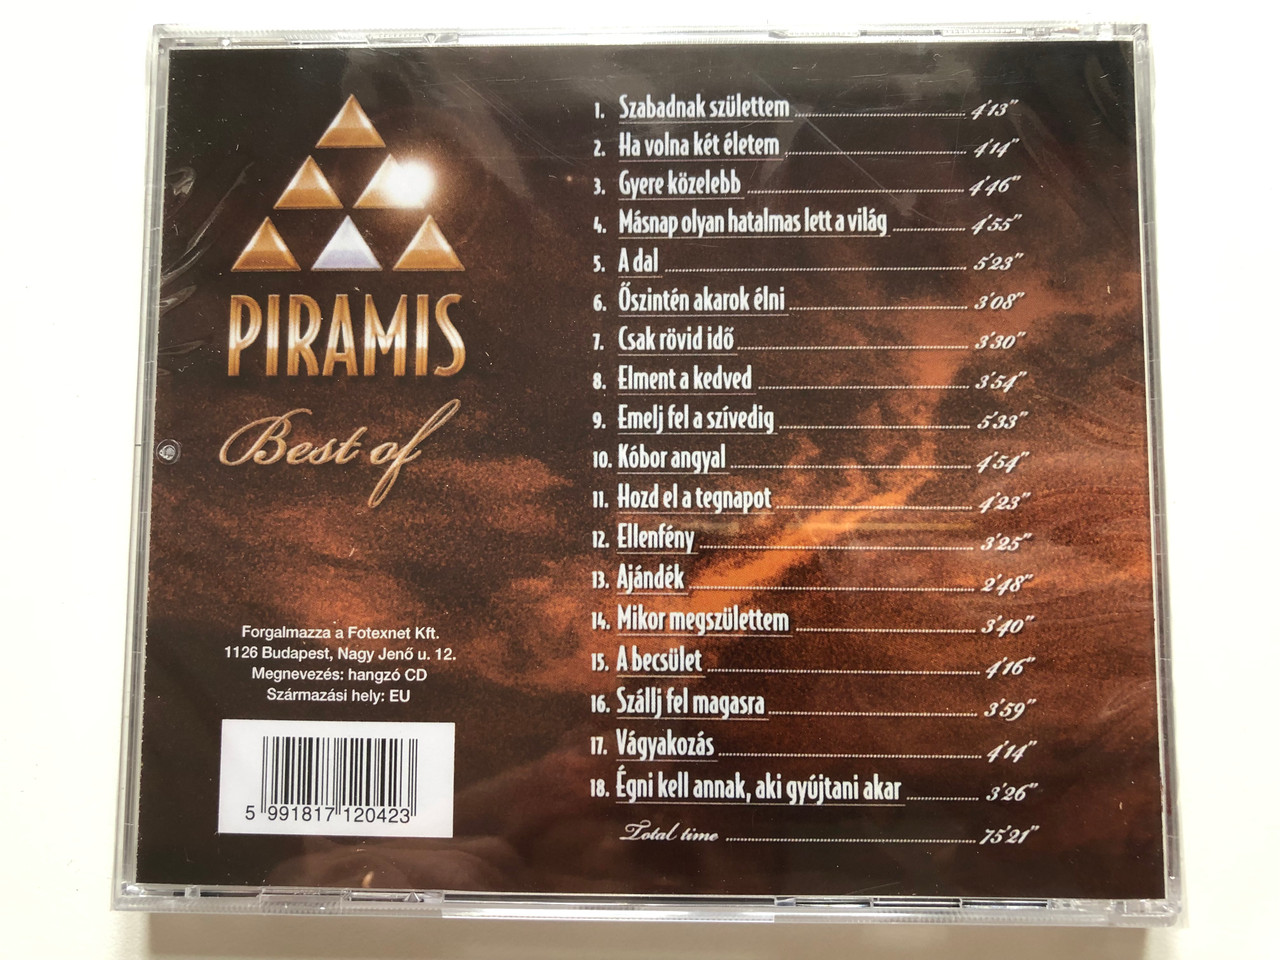 PIRAMIS
Best of
Forgalmazza a Fotexnet Kft.
1126 Budapest, Nagy Jenő u. 12.
Megnevezés: hangzó CD
Származási hely: EU
5 991817 120423
1. Szabadnak születtem 4'13"
2. Ha volna két életem 4'14"
3. Gyere közelebb 4'46"
4. Másnap olyan hatalmas lett a világ 4'55"
5. A dal 5'23"
6. Őszintén akarok élni 3'08"
7. Csak rövid idő 3'30"
8. Elment a kedved 3'54"
9. Emelj fel a szívedig 5'33"
10. Kóbor angyal 4'54"
11. Hozd el a tegnapot 4'23"
12. Ellenfény 3'25"
13. Ajándék 2'48"
14. Mikor megszülettem 3'40"
15. A becsület 4'16"
16. Szállj fel magasra 3'59"
17. Vágyakozás 4'14"
18. Égni kell annak, aki gyújtani akar 3'26"
Total time 75'21"